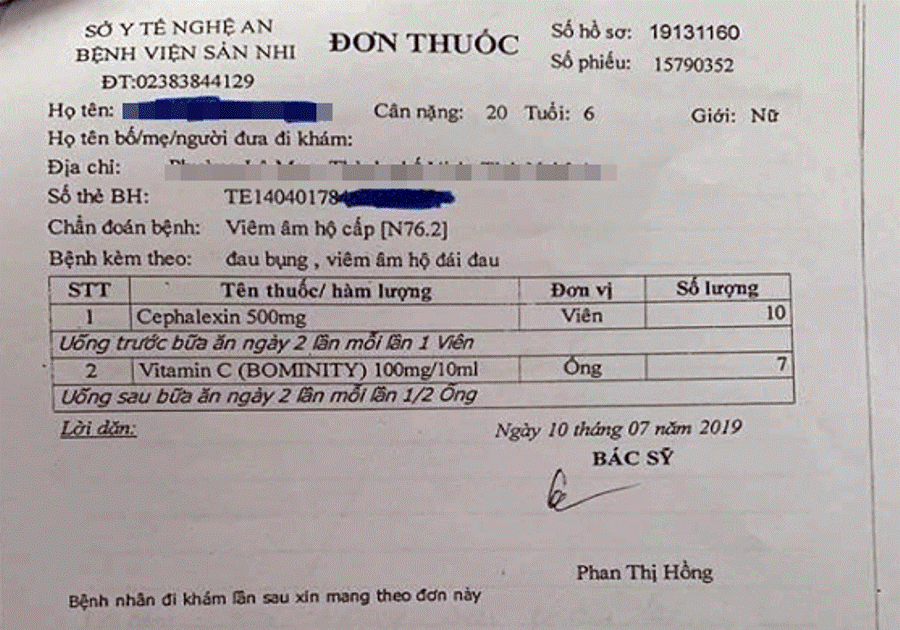 SỞ Y TẾ NGHỆ AN
BỆNH VIỆN SẢN NHI
ĐT:02383844129
ĐƠN THUỐC
Số hồ sơ: 19131160
Số phiếu: 15790352
Họ tên: Cân nặng: 20 Tuổi: 6 Giới: Nữ
Họ tên bố/mẹ/người đưa đi khám:
Địa chỉ:
Số thẻ BH: TE14040178
Chẩn đoán bệnh: Viêm âm hộ cấp [N76.2]
Bệnh kèm theo: đau bụng , viêm âm hộ đái đau
STT Tên thuốc/ hàm lượng Đơn vị Số lượng
1 Cephalexin 500mg Viên 10
Uống trước bữa ăn ngày 2 lần mỗi lần 1 Viên
2 Vitamin C (BOMINITY) 100mg/10ml Ống 7
Uống sau bữa ăn ngày 2 lần mỗi lần 1/2 Ống
Lời dặn:
Ngày 10 tháng 07 năm 2019
BÁC SỸ
Phan Thị Hồng
Bệnh nhân đi khám lần sau xin mang theo đơn này